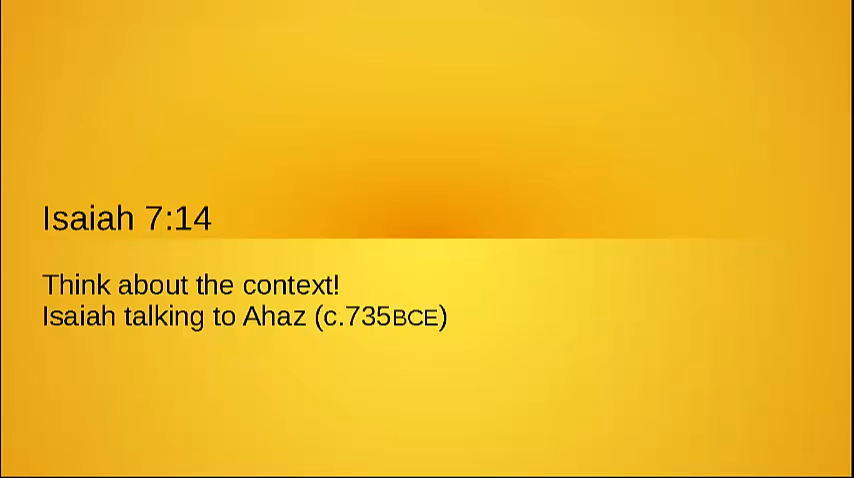 Isaiah 7:14
Think about the context!
Isaiah talking to Ahaz (c.735BCE)